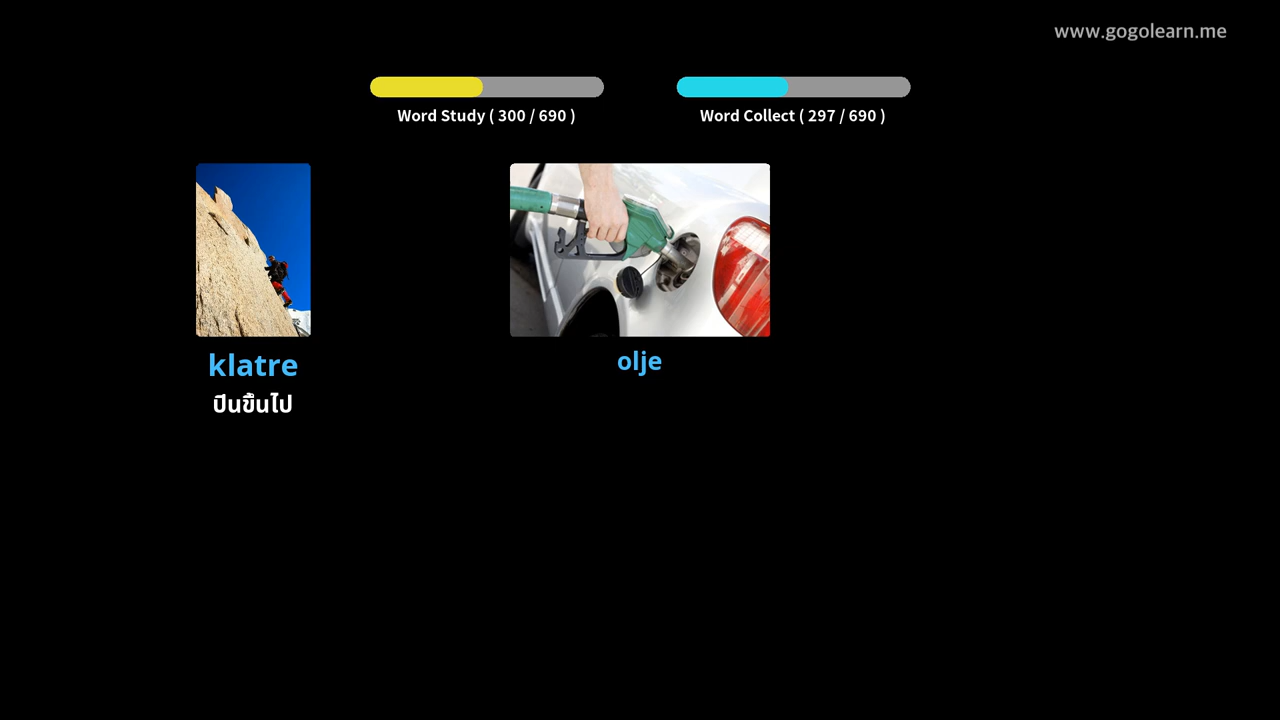 www.gogolearn.me
Word Study ( 300 / 690 )
Word Collect ( 297 / 690 )
klatre
ปีนขึ้นไป
olje